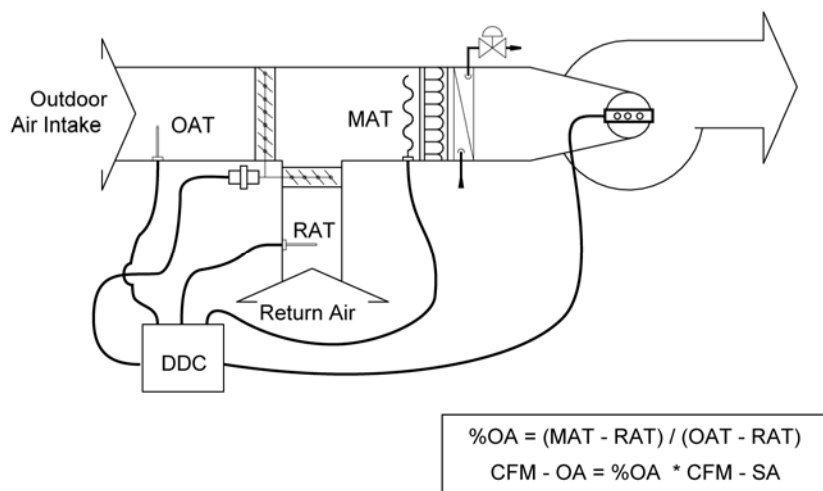 Outdoor
Air Intake
OAT
MAT
RAT
Return Air
DDC
%OA = (MAT - RAT) / (OAT - RAT)
CFM - OA = %OA * CFM - SA